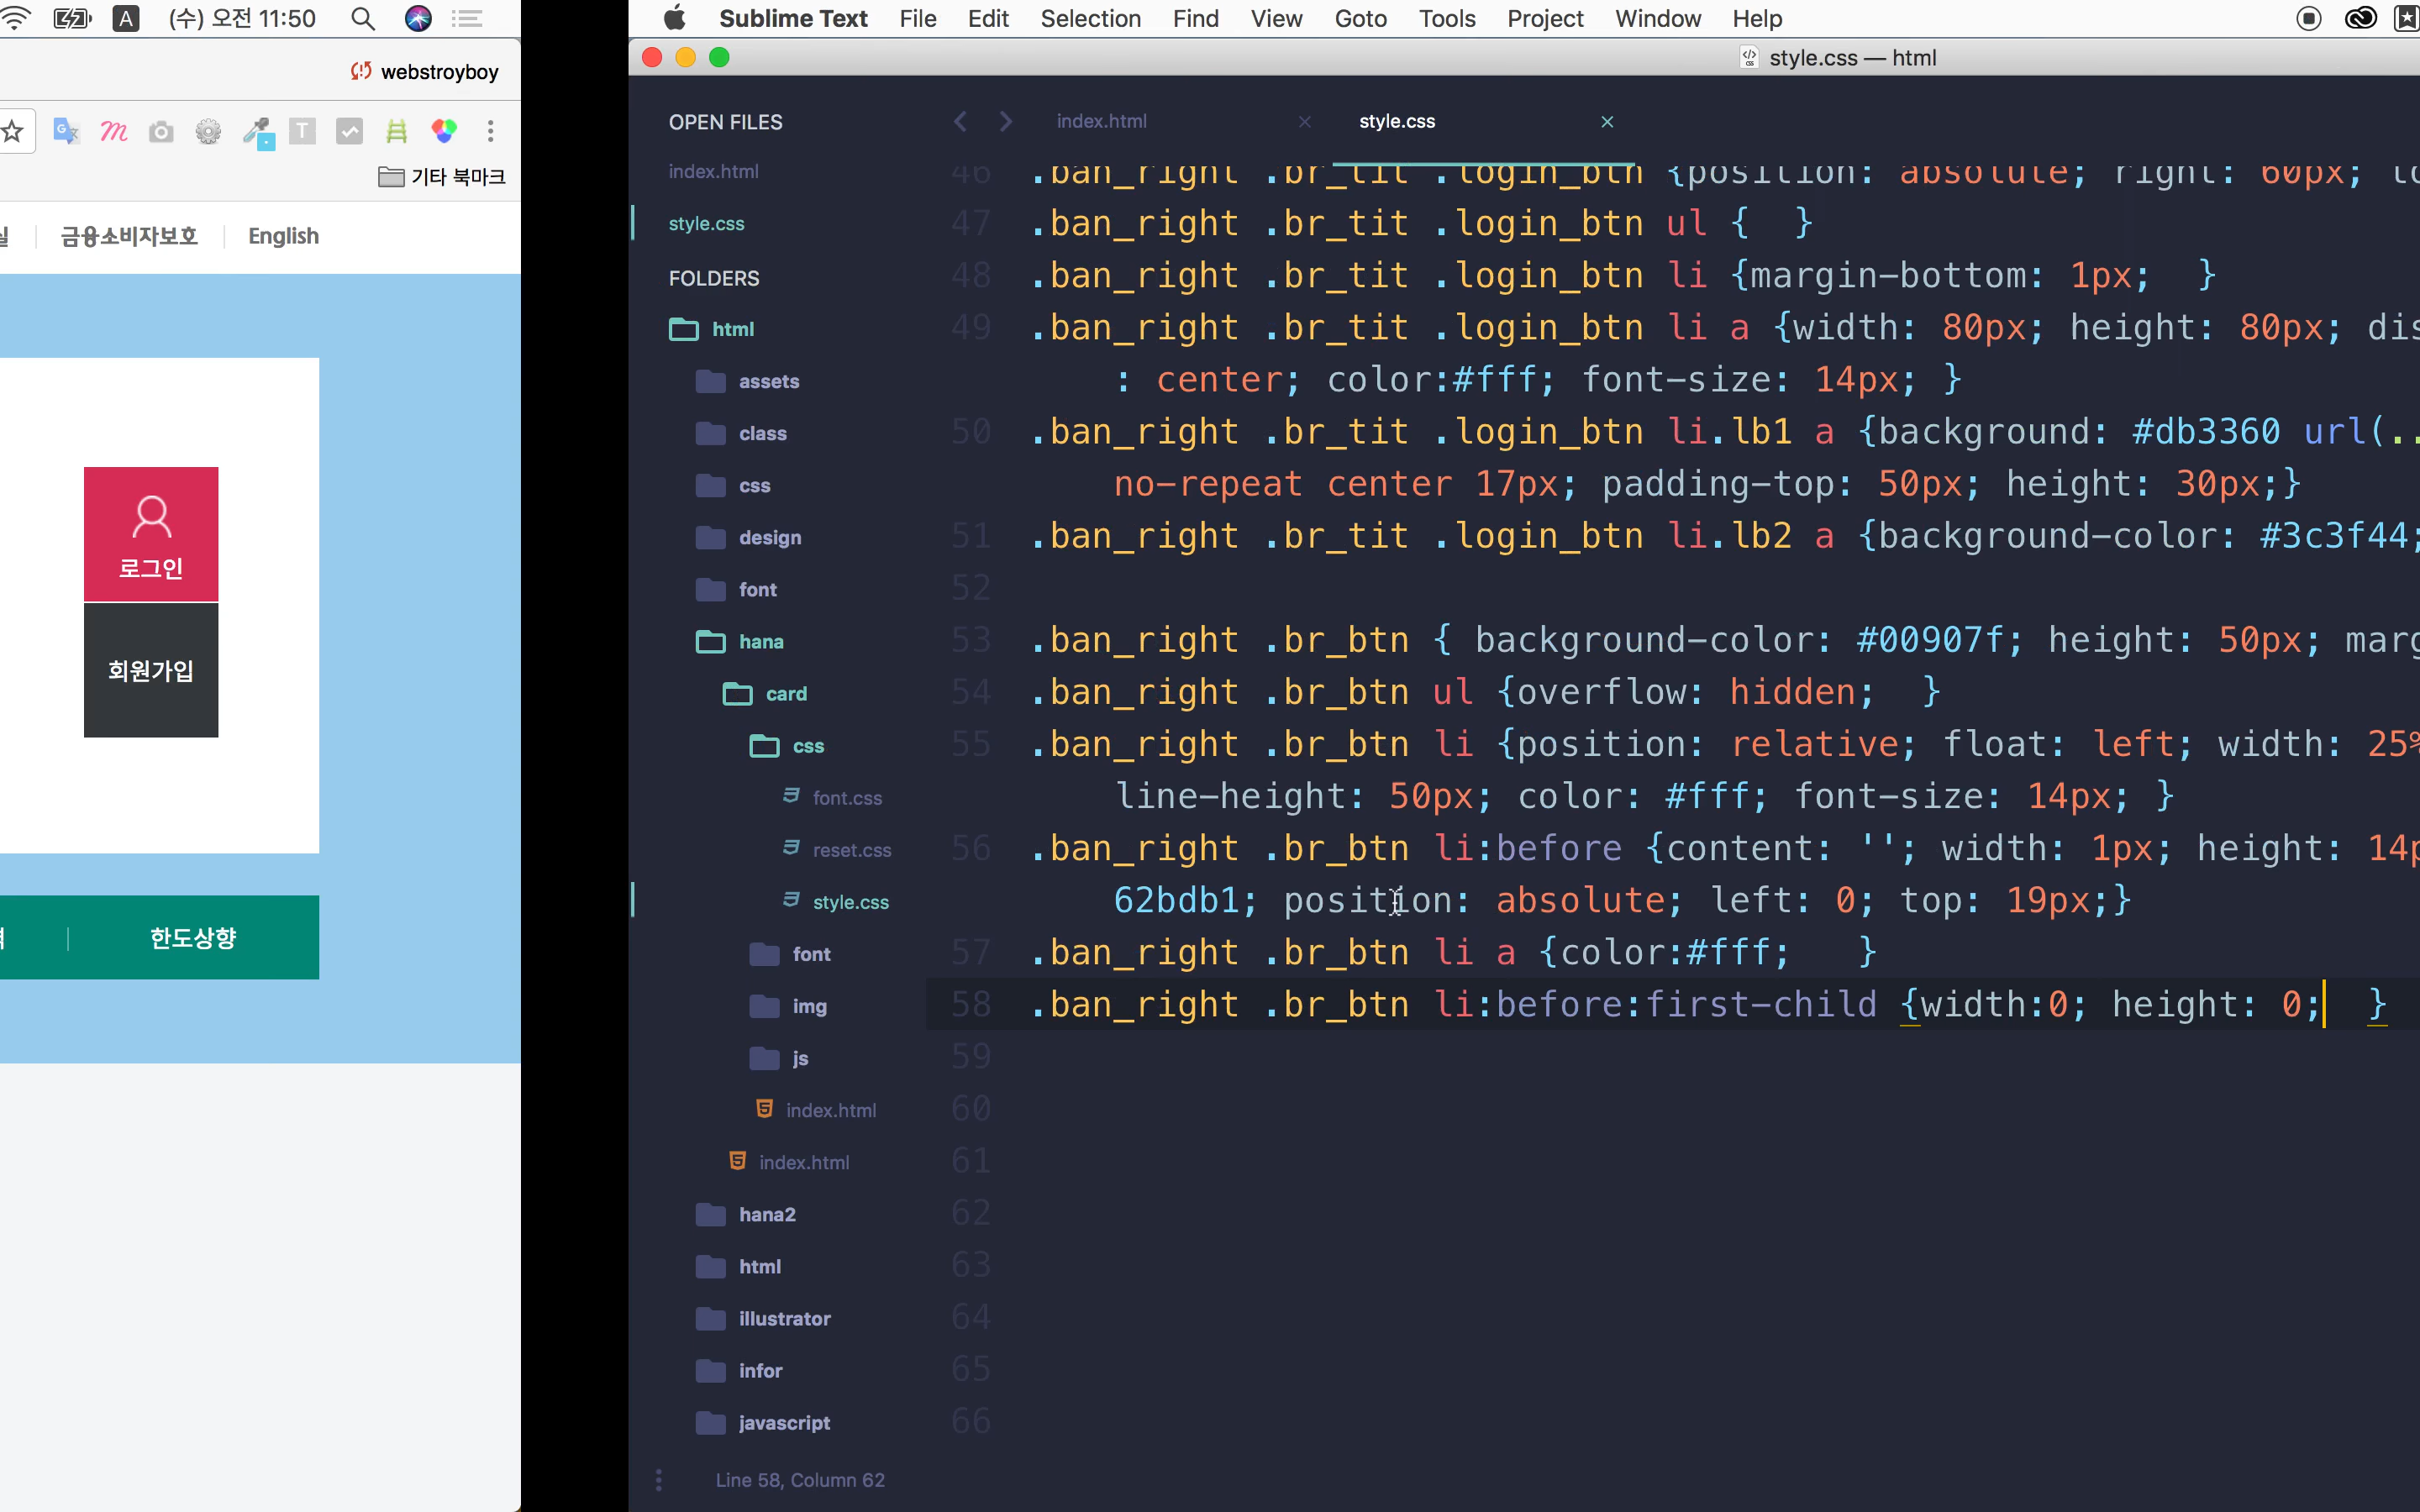 (수) 오전 11:50
webstroyboy
기타 북마크
금융소비자보호
English
로그인
회원가입
한도상향
Sublime Text File Edit Selection Find View Goto Tools Project Window Help
style.css — html
OPEN FILES
index.html
style.css
FOLDERS
html
assets
class
css
design
font
hana
card
css
font.css
reset.css
style.css
font
img
js
index.html
index.html
hana2
html
illustrator
infor
javascript
index.html
style.css
46 .ban_right .br_tit .login_btn {position: absolute; right: 60px;
47 .ban_right .br_tit .login_btn ul { }
48 .ban_right .br_tit .login_btn li {margin-bottom: 1px; }
49 .ban_right .br_tit .login_btn li a {width: 80px; height: 80px; dis
: center; color:#fff; font-size: 14px; }
50 .ban_right .br_tit .login_btn li.lb1 a {background: #db3360 url(..
no-repeat center 17px; padding-top: 50px; height: 30px;}
51 .ban_right .br_tit .login_btn li.lb2 a {background-color: #3c3f44;
52
53 .ban_right .br_btn { background-color: #00907f; height: 50px; marg
54 .ban_right .br_btn ul {overflow: hidden; }
55 .ban_right .br_btn li {position: relative; float: left; width: 25%
line-height: 50px; color: #fff; font-size: 14px; }
56 .ban_right .br_btn li:before {content: ''; width: 1px; height: 14p
62bdb1; position: absolute; left: 0; top: 19px;}
57 .ban_right .br_btn li a {color:#fff; }
58 .ban_right .br_btn li:before:first-child {width:0; height: 0; }
59
60
61
62
63
64
65
66
Line 58, Column 62